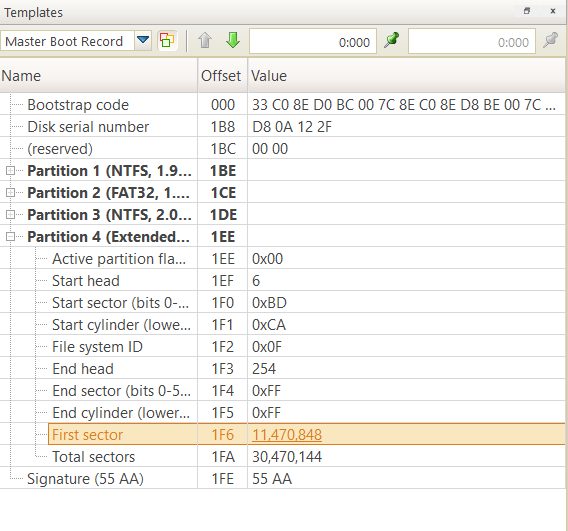 Templates
Master Boot Record 0:000 0:000
Name Offset Value
Bootstrap code 000 33 C0 8E D0 BC 00 7C 8E C0 8E D8 BE 00 7C ...
Disk serial number 1B8 D8 0A 12 2F
(reserved) 1BC 00 00
Partition 1 (NTFS, 1.9... 1BE
Partition 2 (FAT32, 1.... 1CE
Partition 3 (NTFS, 2.0... 1DE
Partition 4 (Extended... 1EE
Active partition fla... 1EE 0x00
Start head 1EF 6
Start sector (bits 0-... 1F0 0xBD
Start cylinder (lowe... 1F1 0xCA
File system ID 1F2 0x0F
End head 1F3 254
End sector (bits 0-5... 1F4 0xFF
End cylinder (lower... 1F5 0xFF
First sector 1F6 11,470,848
Total sectors 1FA 30,470,144
Signature (55 AA) 1FE 55 AA